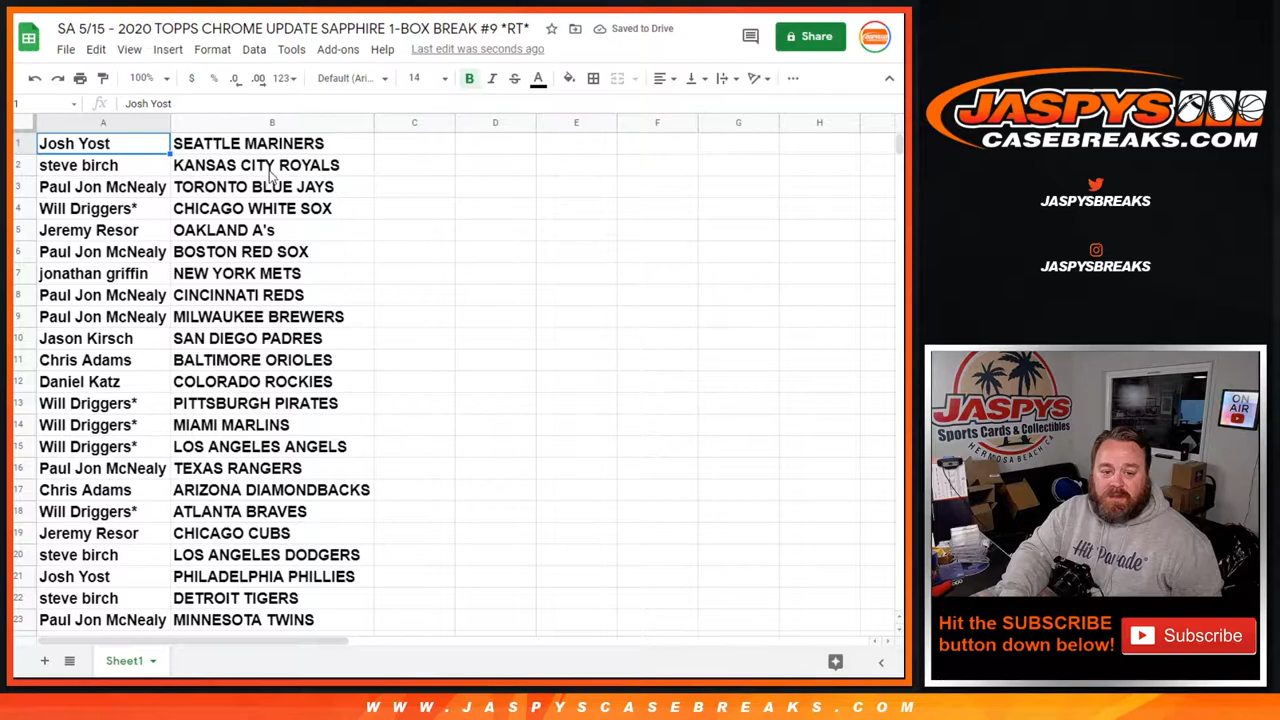 SA 5/15 - 2020 TOPPS CHROME UPDATE SAPPHIRE 1-BOX BREAK #9 *RT*
Saved to Drive
File Edit View Insert Format Data Tools Add-ons Help Last edit was seconds ago
Share
100% $ % .0 .00 123 Default (Ari... 14 B I S A
1 fx Josh Yost
A B C D E F G H
1 Josh Yost SEATTLE MARINERS
2 steve birch KANSAS CITY ROYALS
3 Paul Jon McNealy TORONTO BLUE JAYS
4 Will Driggers* CHICAGO WHITE SOX
5 Jeremy Resor OAKLAND A's
6 Paul Jon McNealy BOSTON RED SOX
7 jonathan griffin NEW YORK METS
8 Paul Jon McNealy CINCINNATI REDS
9 Paul Jon McNealy MILWAUKEE BREWERS
10 Jason Kirsch SAN DIEGO PADRES
11 Chris Adams BALTIMORE ORIOLES
12 Daniel Katz COLORADO ROCKIES
13 Will Driggers* PITTSBURGH PIRATES
14 Will Driggers* MIAMI MARLINS
15 Will Driggers* LOS ANGELES ANGELS
16 Paul Jon McNealy TEXAS RANGERS
17 Chris Adams ARIZONA DIAMONDBACKS
18 Will Driggers* ATLANTA BRAVES
19 Jeremy Resor CHICAGO CUBS
20 steve birch LOS ANGELES DODGERS
21 Josh Yost PHILADELPHIA PHILLIES
22 steve birch DETROIT TIGERS
23 Paul Jon McNealy MINNESOTA TWINS
Sheet1
JASPYS
CASEBREAKS.COM
JASPYSBREAKS
JASPYSBREAKS
JASPYS
Sports Cards & Collectibles
HERMOSA BEACH, CA
ON AIR
Hit Parade
Hit the SUBSCRIBE
button down below!
Subscribe
WWW.JASPYSCASEBREAKS.COM